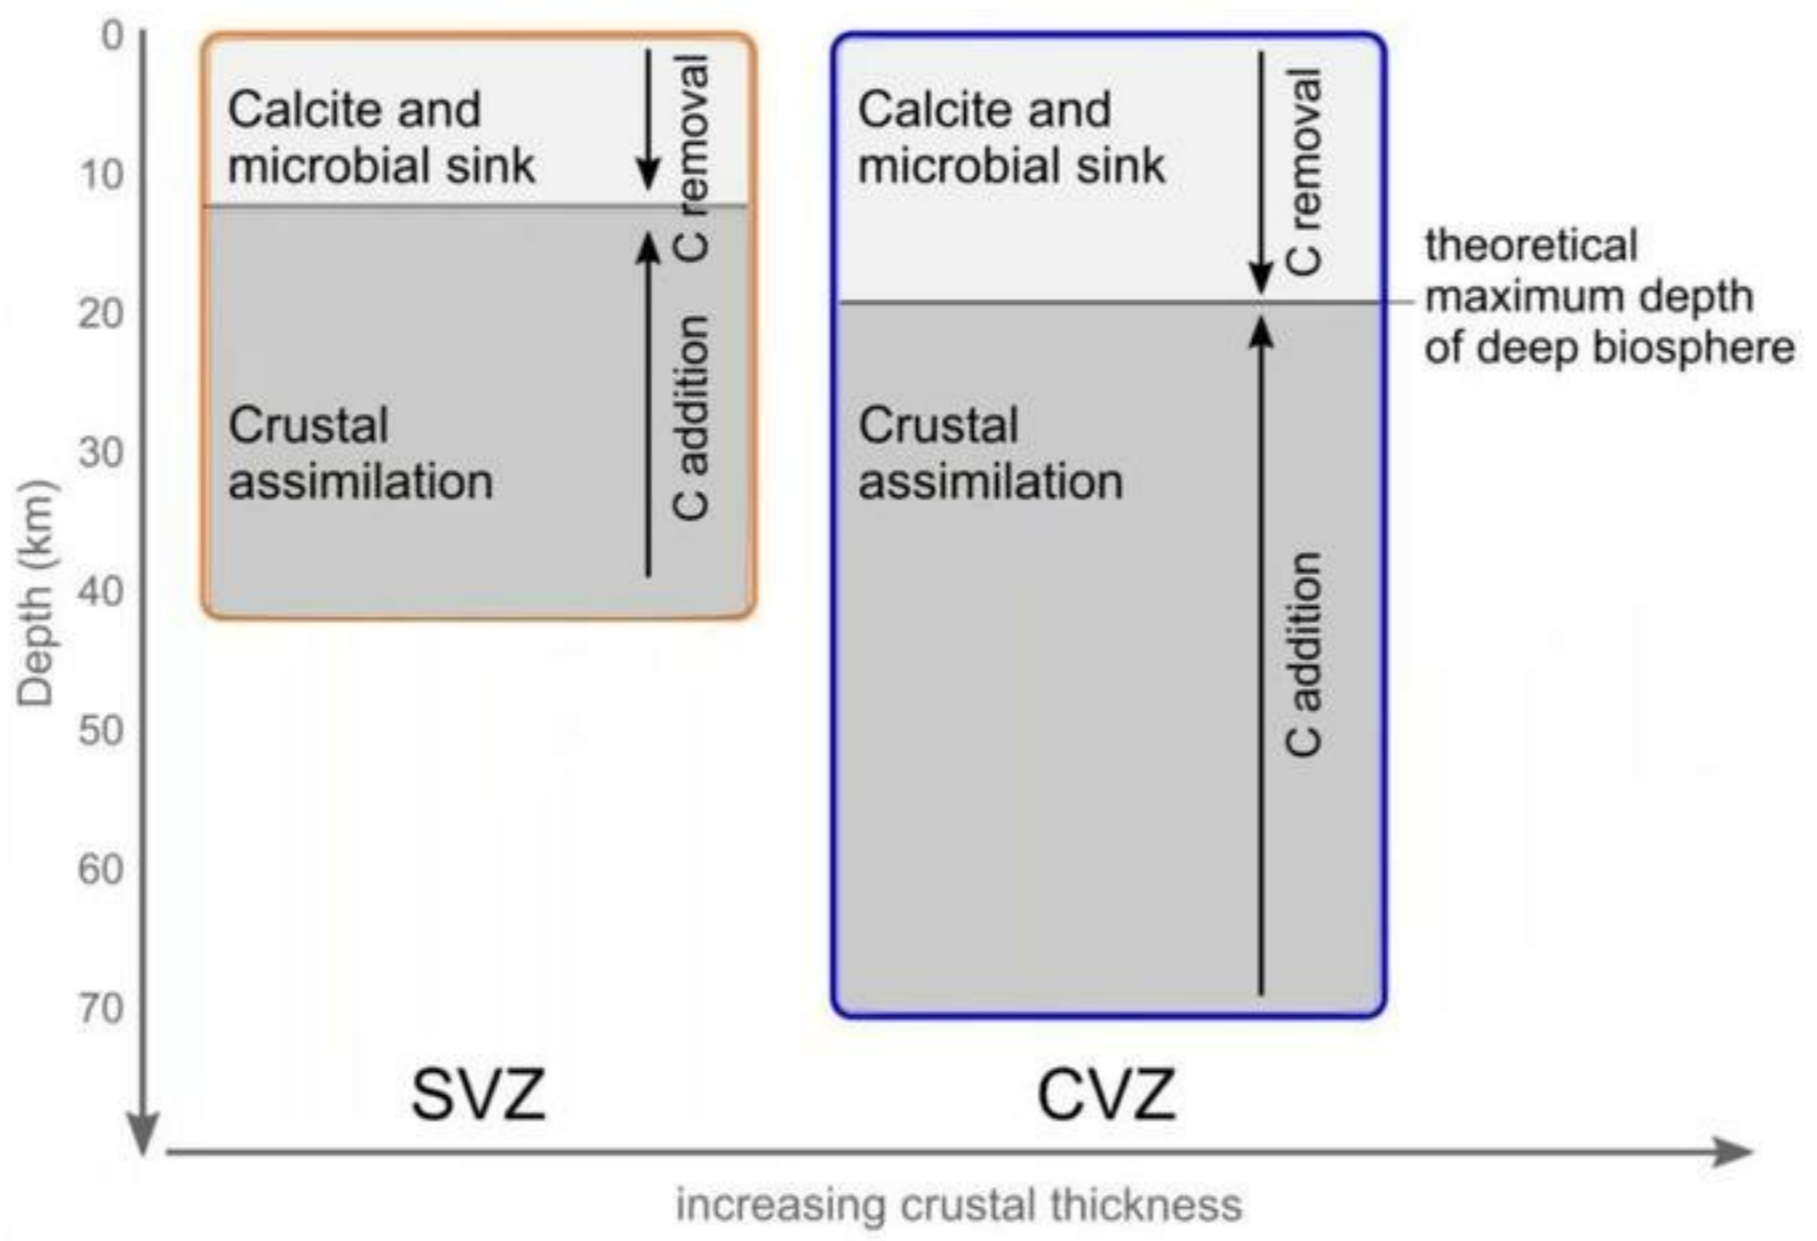 0
10
20
30
40
50
60
70
Depth (km)
Calcite and
microbial sink
C removal
Crustal
assimilation
C addition
SVZ
Calcite and
microbial sink
C removal
Crustal
assimilation
C addition
CVZ
theoretical
maximum depth
of deep biosphere
increasing crustal thickness